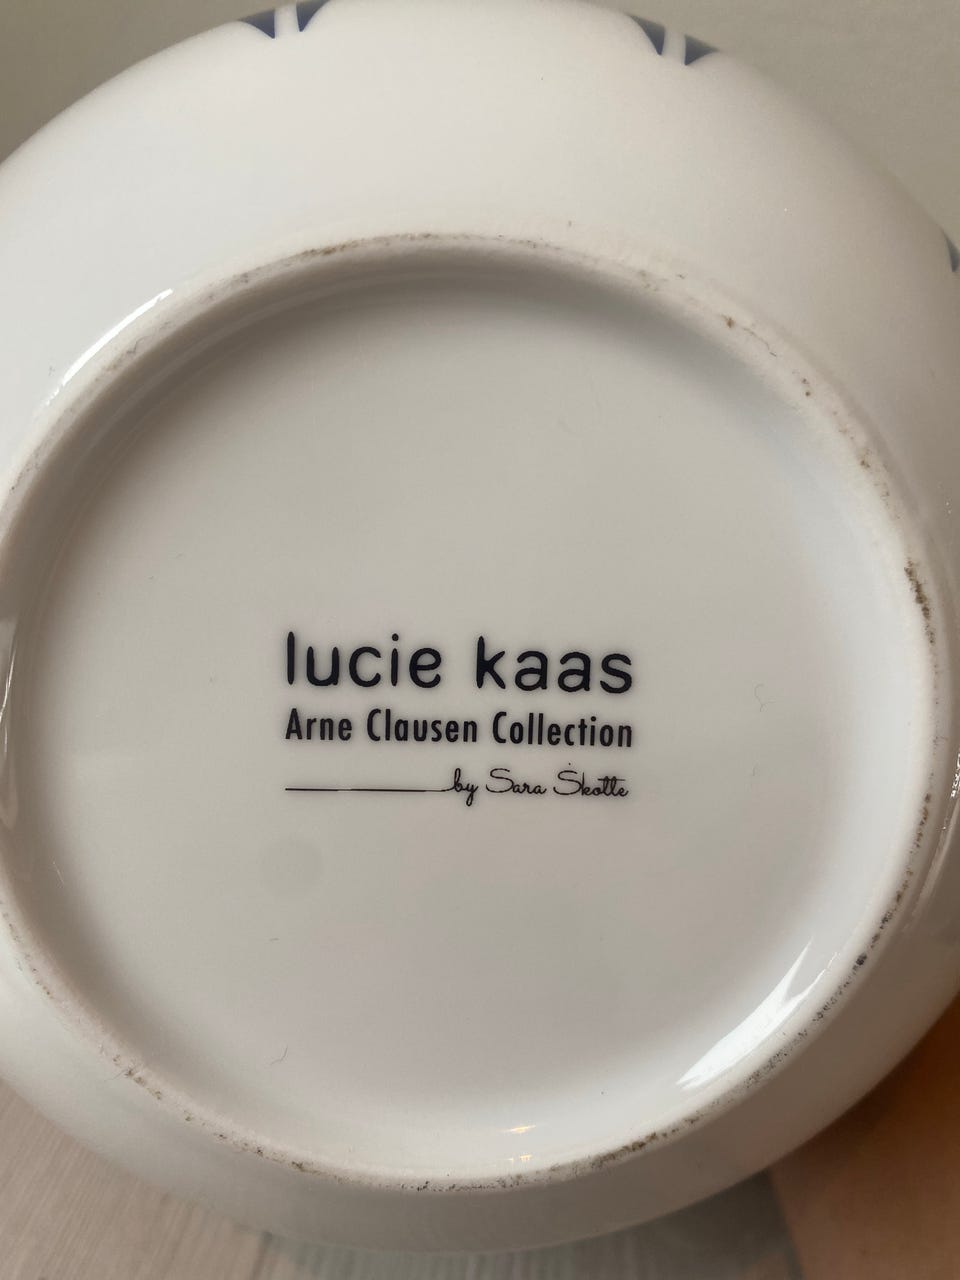 lucie kaas
Arne Clausen Collection
by Sara Skotte